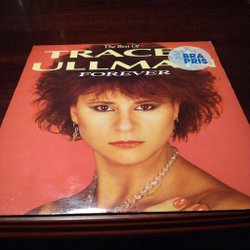 The Best Of
TRACEY
ULLMAN
FOREVER
BRA
PRIS